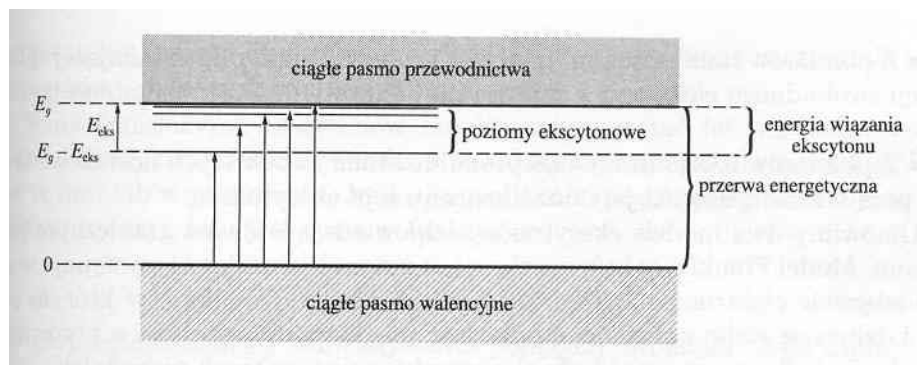 ciągłe pasmo przewodnictwa
E_g
E_eks
poziomy ekscytonowe
energia wiązania
ekscytonu
E_g - E_eks
przerwa energetyczna
0
ciągłe pasmo walencyjne